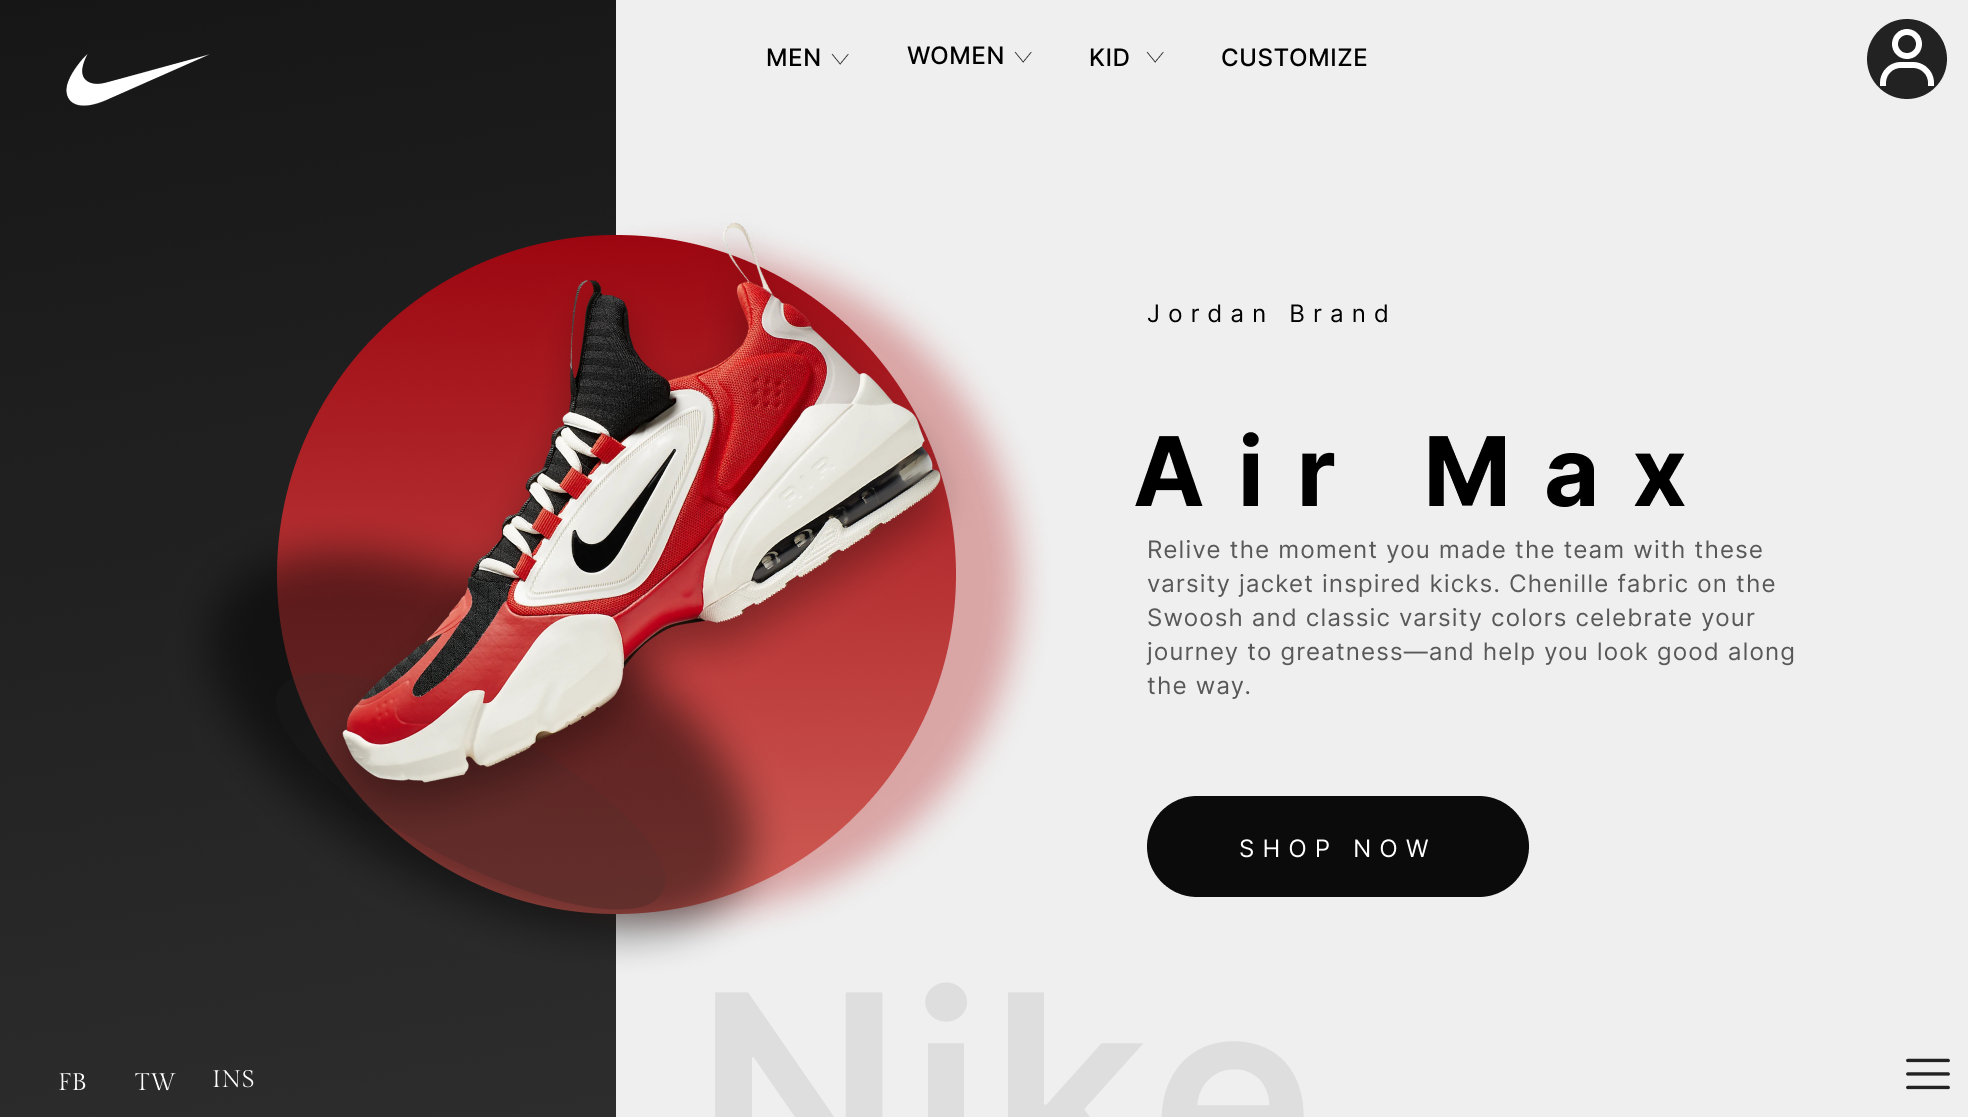 MEN
WOMEN
KID
CUSTOMIZE
Jordan Brand
Air Max
Relive the moment you made the team with these
varsity jacket inspired kicks. Chenille fabric on the
Swoosh and classic varsity colors celebrate your
journey to greatness—and help you look good along
the way.
SHOP NOW
Nike
FB
TW
INS